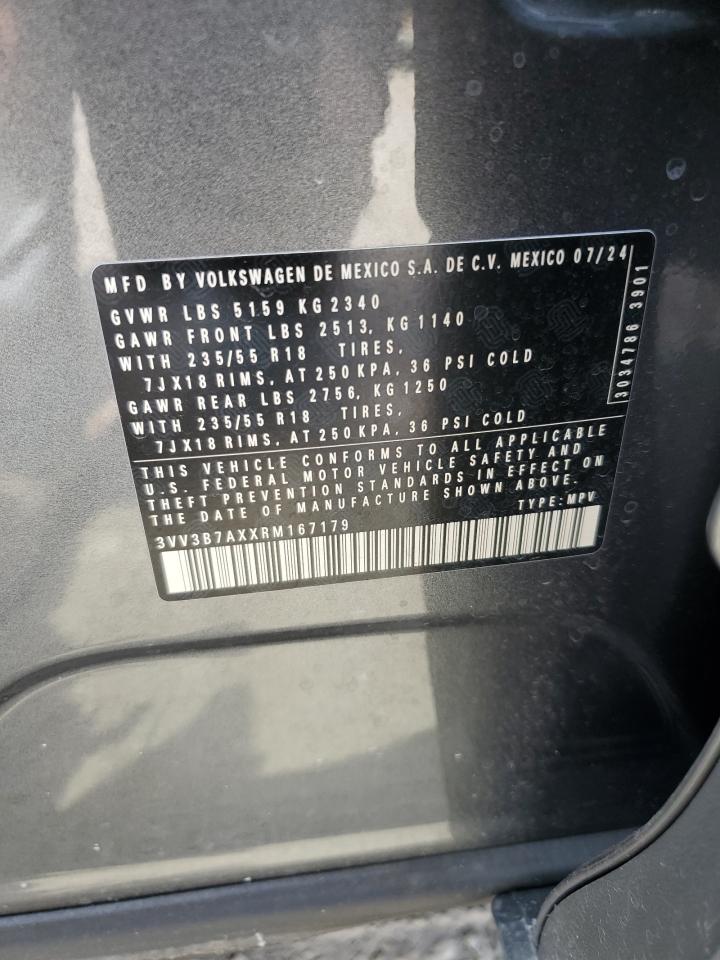 MFD BY VOLKSWAGEN DE MEXICO S.A. DE C.V. MEXICO 07/24
GVWR LBS 5159 KG 2340
GAWR FRONT LBS 2513, KG 1140
WITH 235/55 R18 TIRES,
7JX18 RIMS, AT 250 KPA, 36 PSI COLD
GAWR REAR LBS 2756, KG 1250
WITH 235/55 R18 TIRES,
7JX18 RIMS, AT 250 KPA, 36 PSI COLD
THIS VEHICLE CONFORMS TO ALL APPLICABLE
U.S. FEDERAL MOTOR VEHICLE SAFETY AND
THEFT PREVENTION STANDARDS IN EFFECT ON
THE DATE OF MANUFACTURE SHOWN ABOVE.
TYPE: MPV
3VV3B7AXXRM167179
3034786 3901